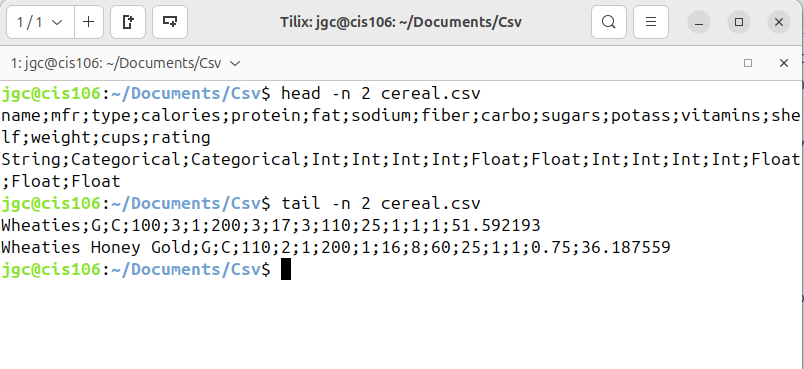 1 / 1
Tilix: jgc@cis106: ~/Documents/Csv
1: jgc@cis106: ~/Documents/Csv
jgc@cis106:~/Documents/Csv$ head -n 2 cereal.csv
name;mfr;type;calories;protein;fat;sodium;fiber;carbo;sugars;potass;vitamins;she
lf;weight;cups;rating
String;Categorical;Categorical;Int;Int;Int;Int;Float;Float;Int;Int;Int;Int;Float
;Float;Float
jgc@cis106:~/Documents/Csv$ tail -n 2 cereal.csv
Wheaties;G;C;100;3;1;200;3;17;3;110;25;1;1;1;51.592193
Wheaties Honey Gold;G;C;110;2;1;200;1;16;8;60;25;1;1;0.75;36.187559
jgc@cis106:~/Documents/Csv$